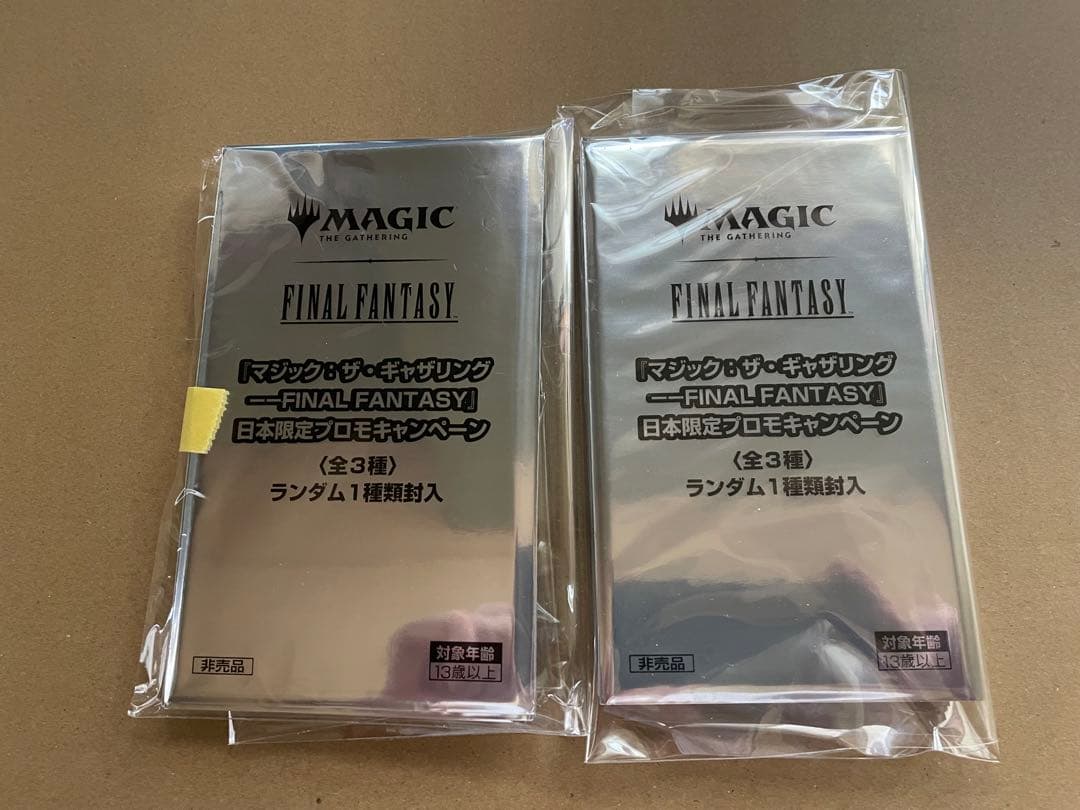 MAGIC
THE GATHERING
FINAL FANTASY
『マジック：ザ・ギャザリング
——FINAL FANTASY』
日本限定プロモキャンペーン
〈全3種〉
ランダム1種類封入
非売品
対象年齢
13歳以上
MAGIC
THE GATHERING
FINAL FANTASY
『マジック：ザ・ギャザリング
——FINAL FANTASY』
日本限定プロモキャンペーン
〈全3種〉
ランダム1種類封入
非売品
対象年齢
13歳以上